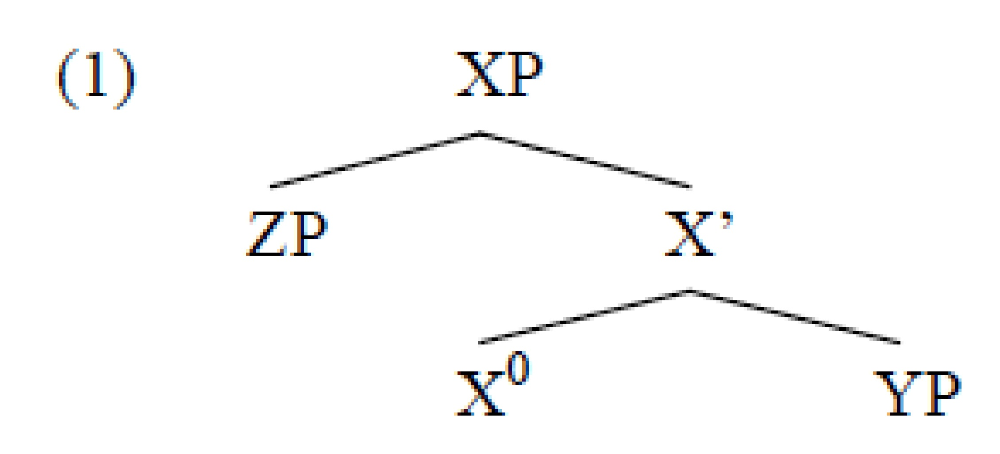 (1) XP
ZP X’
X⁰ YP